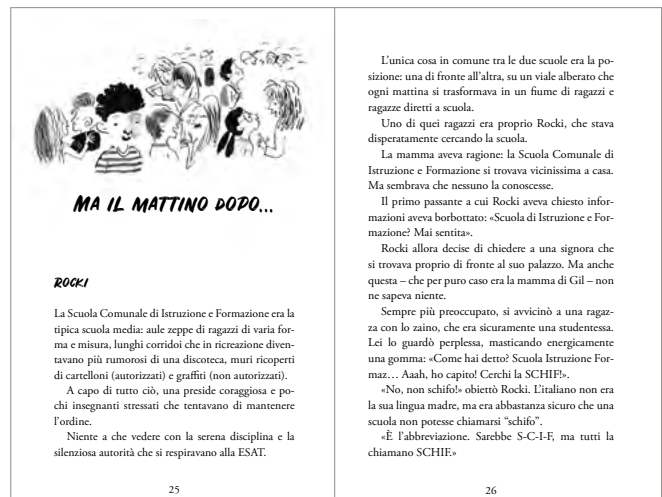 MA IL MATTINO DOPO...
ROCKI
La Scuola Comunale di Istruzione e Formazione era la
tipica scuola media: aule zeppe di ragazzi di varia for-
ma e misura, lunghi corridoi che in ricreazione diven-
tavano più rumorosi di una discoteca, muri ricoperti
di cartelloni (autorizzati) e graffiti (non autorizzati).
A capo di tutto ciò, una preside coraggiosa e po-
chi insegnanti stressati che tentavano di mantenere
l'ordine.
Niente a che vedere con la serena disciplina e la
silenziosa autorità che si respiravano alla ESAT.
25
L'unica cosa in comune tra le due scuole era la po-
sizione: una di fronte all'altra, su un viale alberato che
ogni mattina si trasformava in un fiume di ragazzi e
ragazze diretti a scuola.
Uno di quei ragazzi era proprio Rocki, che stava
disperatamente cercando la scuola.
La mamma aveva ragione: la Scuola Comunale di
Istruzione e Formazione si trovava vicinissima a casa.
Ma sembrava che nessuno la conoscesse.
Il primo passante a cui Rocki aveva chiesto infor-
mazioni aveva borbottato: «Scuola di Istruzione e For-
mazione? Mai sentita».
Rocki allora decise di chiedere a una signora che
si trovava proprio di fronte al suo palazzo. Ma anche
questa – che per puro caso era la mamma di Gil – non
ne sapeva niente.
Sempre più preoccupato, si avvicinò a una ragaz-
za con lo zaino, che era sicuramente una studentessa.
Lei lo guardò perplessa, masticando energicamente
una gomma: «Come hai detto? Scuola Istruzione For-
maz… Aaah, ho capito! Cerchi la SCHIF!».
«No, non schifo!» obiettò Rocki. L'italiano non era
la sua lingua madre, ma era abbastanza sicuro che una
scuola non potesse chiamarsi “schifo”.
«È l'abbreviazione. Sarebbe S-C-I-F, ma tutti la
chiamano SCHIF.»
26